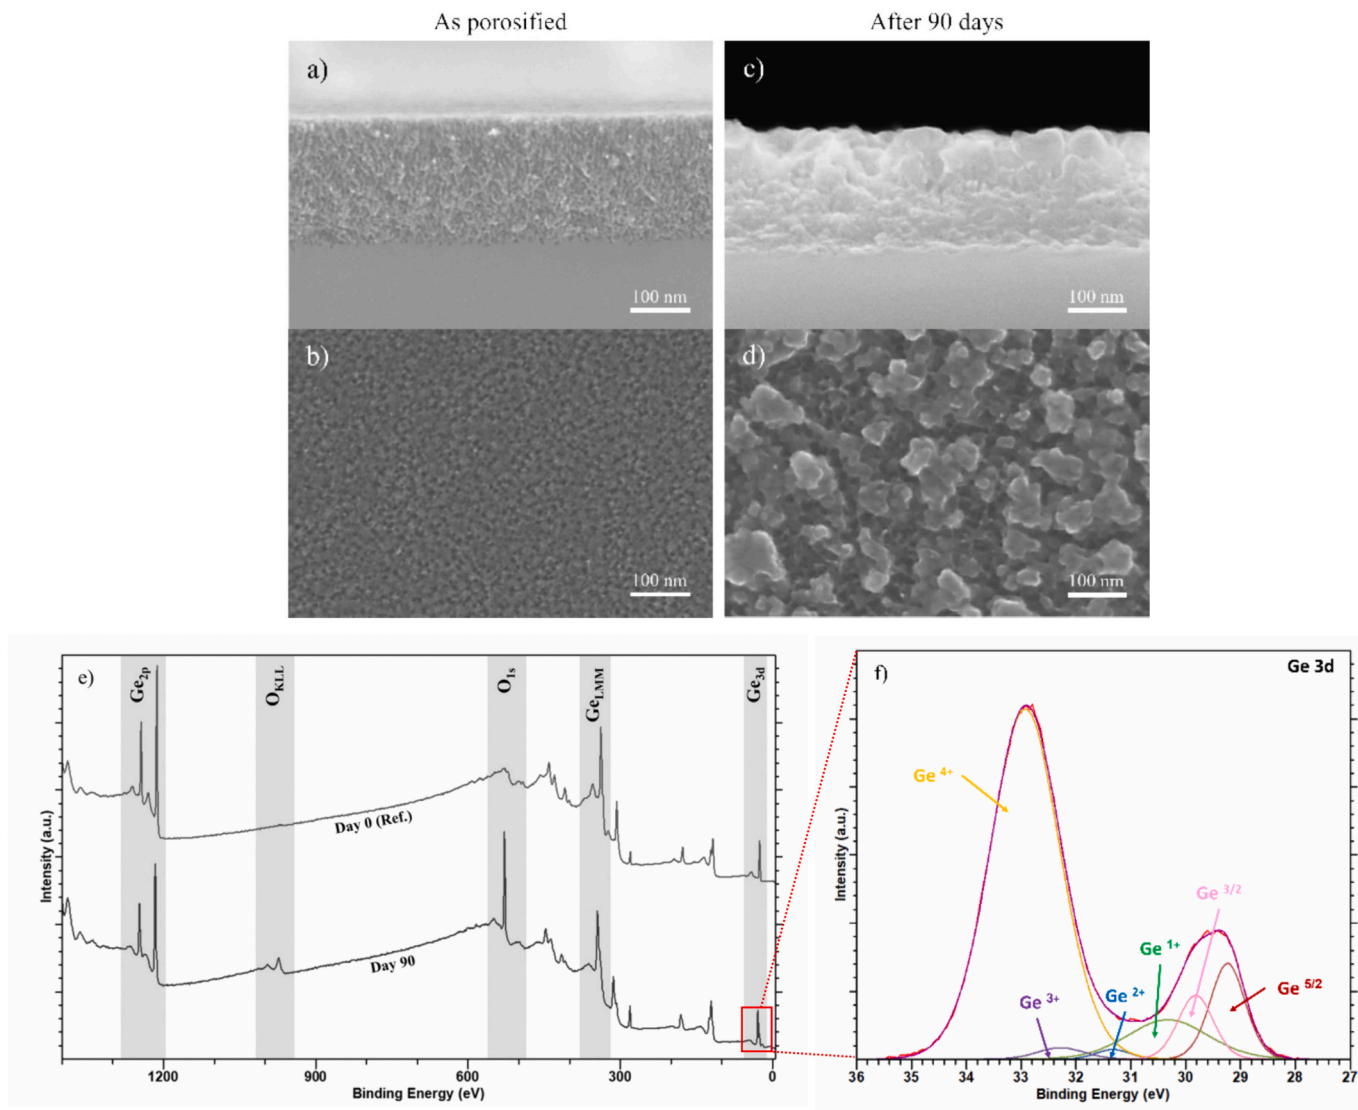 As porosified
After 90 days
a)
c)
100 nm
100 nm
b)
d)
100 nm
100 nm
e)
Ge2p
OKLL
O1s
GeLMM
Ge3d
Day 0 (Ref.)
Day 90
Intensity (a.u.)
1200 900 600 300 0
Binding Energy (eV)
f)
Ge 3d
Ge 4+
Ge 3/2
Ge 1+
Ge 2+
Ge 3+
Ge 5/2
Intensity (a.u.)
36 35 34 33 32 31 30 29 28 27
Binding Energy (eV)